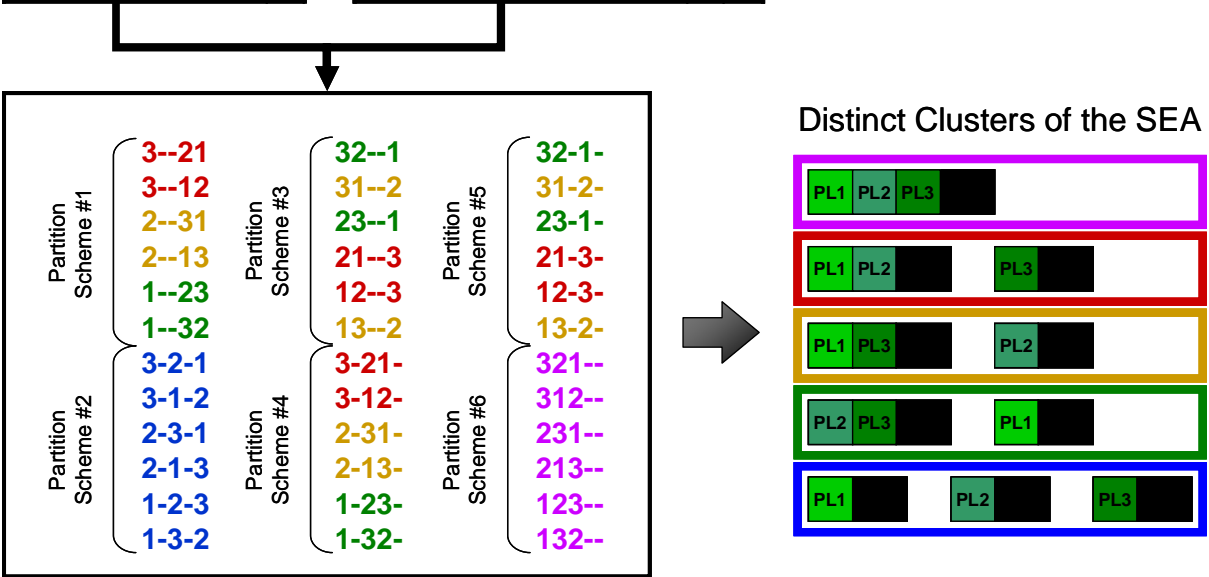 Partition
Scheme #1
3--21
3--12
2--31
2--13
1--23
1--32
Partition
Scheme #2
3-2-1
3-1-2
2-3-1
2-1-3
1-2-3
1-3-2
Partition
Scheme #3
32--1
31--2
23--1
21--3
12--3
13--2
Partition
Scheme #4
3-21-
3-12-
2-31-
2-13-
1-23-
1-32-
Partition
Scheme #5
32-1-
31-2-
23-1-
21-3-
12-3-
13-2-
Partition
Scheme #6
321--
312--
231--
213--
123--
132--
Distinct Clusters of the SEA
PL1 PL2 PL3
PL1 PL2 PL3
PL1 PL3 PL2
PL2 PL3 PL1
PL1 PL2 PL3